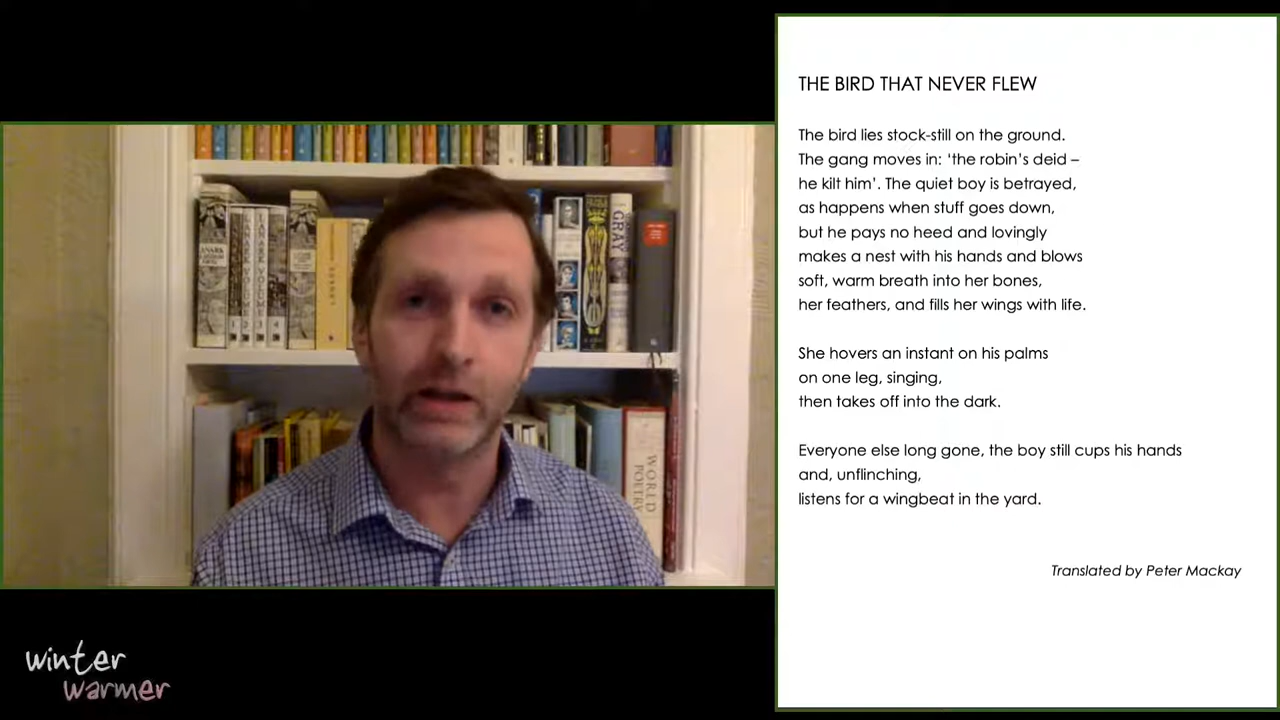 THE BIRD THAT NEVER FLEW
The bird lies stock-still on the ground.
The gang moves in: ‘the robin’s deid –
he kilt him’. The quiet boy is betrayed,
as happens when stuff goes down,
but he pays no heed and lovingly
makes a nest with his hands and blows
soft, warm breath into her bones,
her feathers, and fills her wings with life.
She hovers an instant on his palms
on one leg, singing,
then takes off into the dark.
Everyone else long gone, the boy still cups his hands
and, unflinching,
listens for a wingbeat in the yard.
Translated by Peter Mackay
GRAY
1 2 3 4
WORLD
POETRY
winter
warmer